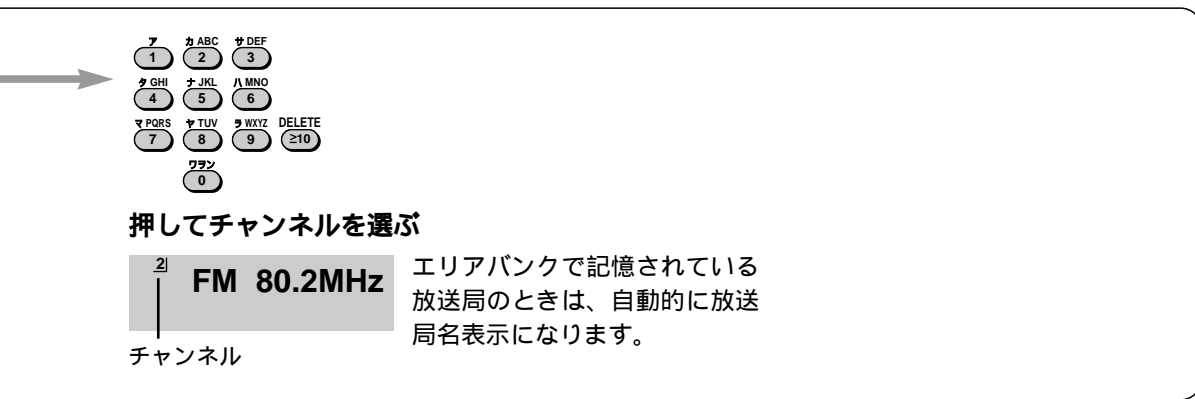 ア カ ABC サ DEF
1 2 3
タ GHI ナ JKL ハ MNO
4 5 6
マ PQRS ヤ TUV ラ WXYZ DELETE
7 8 9 ≥10
ワヲン
0
押してチャンネルを選ぶ
2
FM 80.2MHz
チャンネル
エリアバンクで記憶されている
放送局のときは、自動的に放送
局名表示になります。